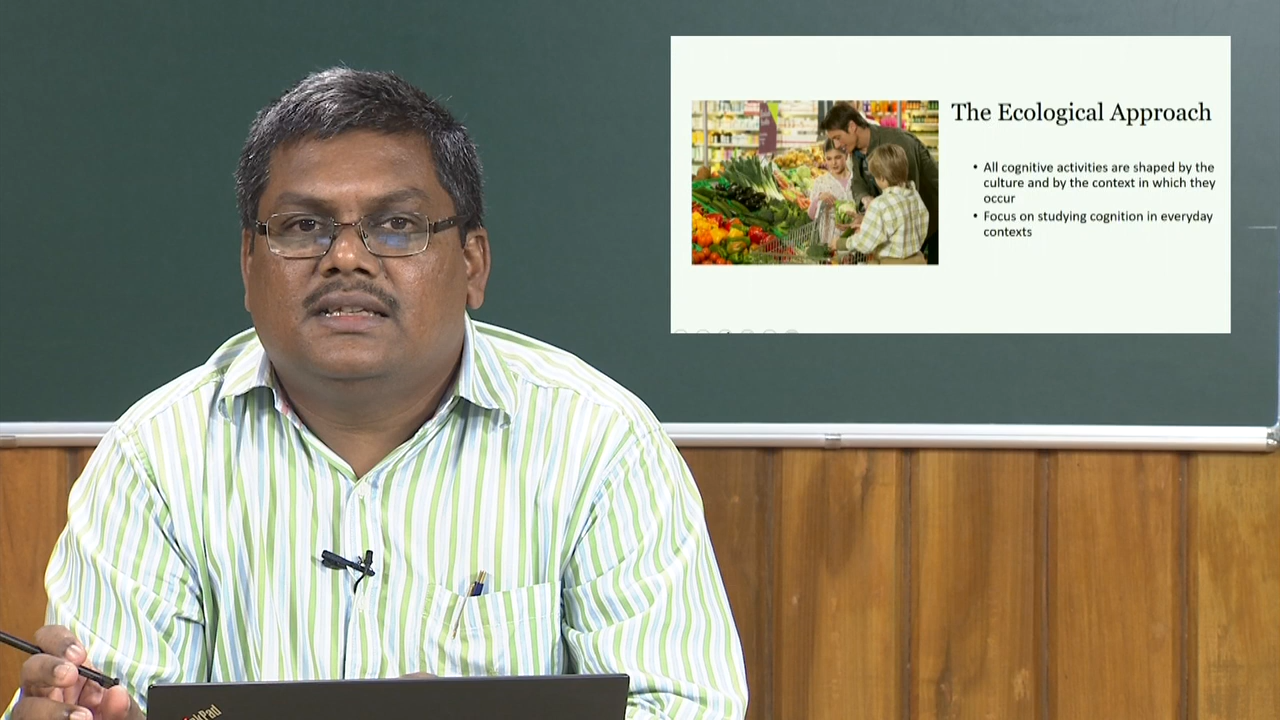 The Ecological Approach
• All cognitive activities are shaped by the
culture and by the context in which they
occur
• Focus on studying cognition in everyday
contexts